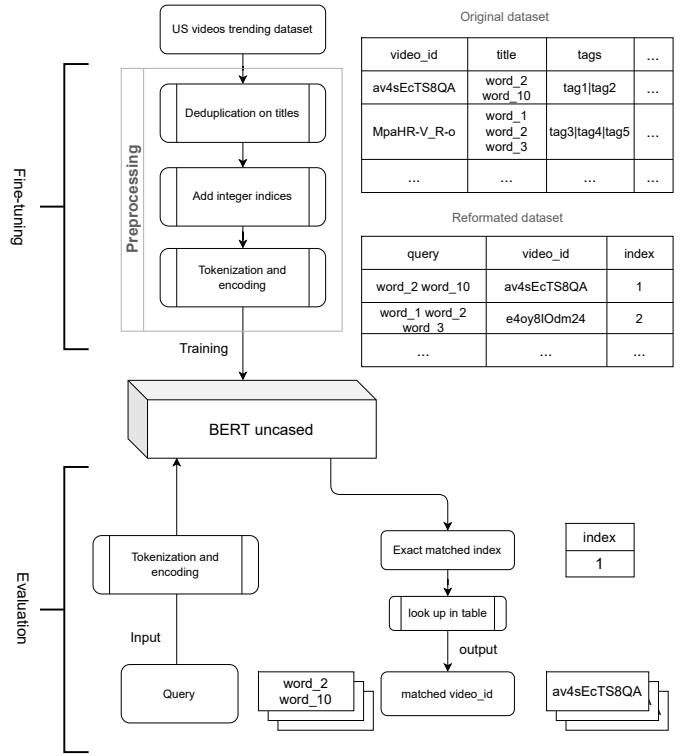 US videos trending dataset
Fine-tuning
Preprocessing
Deduplication on titles
Add integer indices
Tokenization and
encoding
Training
Original dataset
video_id title tags ...
av4sEcTS8QA word_2 word_10 tag1|tag2 ...
MpaHR-V_R-o word_1 word_2 word_3 tag3|tag4|tag5 ...
... ... ... ...
Reformated dataset
query video_id index
word_2 word_10 av4sEcTS8QA 1
word_1 word_2 word_3 e4oy8IOdm24 2
... ... ...
BERT uncased
Evaluation
Tokenization and
encoding
Input
Query
word_2
word_10
Exact matched index
look up in table
output
matched video_id
index
1
av4sEcTS8QA